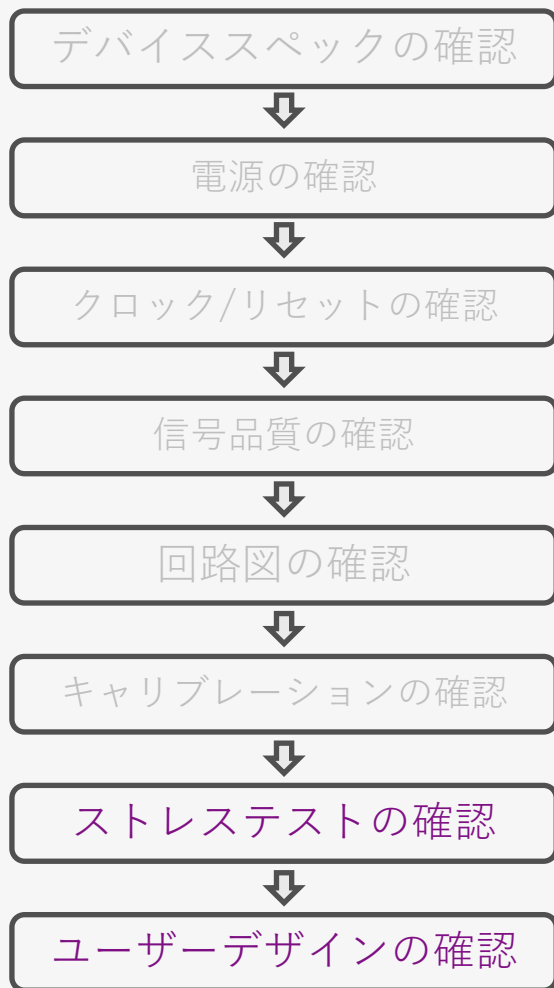 デバイススペックの確認
電源の確認
クロック/リセットの確認
信号品質の確認
回路図の確認
キャリブレーションの確認
ストレステストの確認
ユーザーデザインの確認